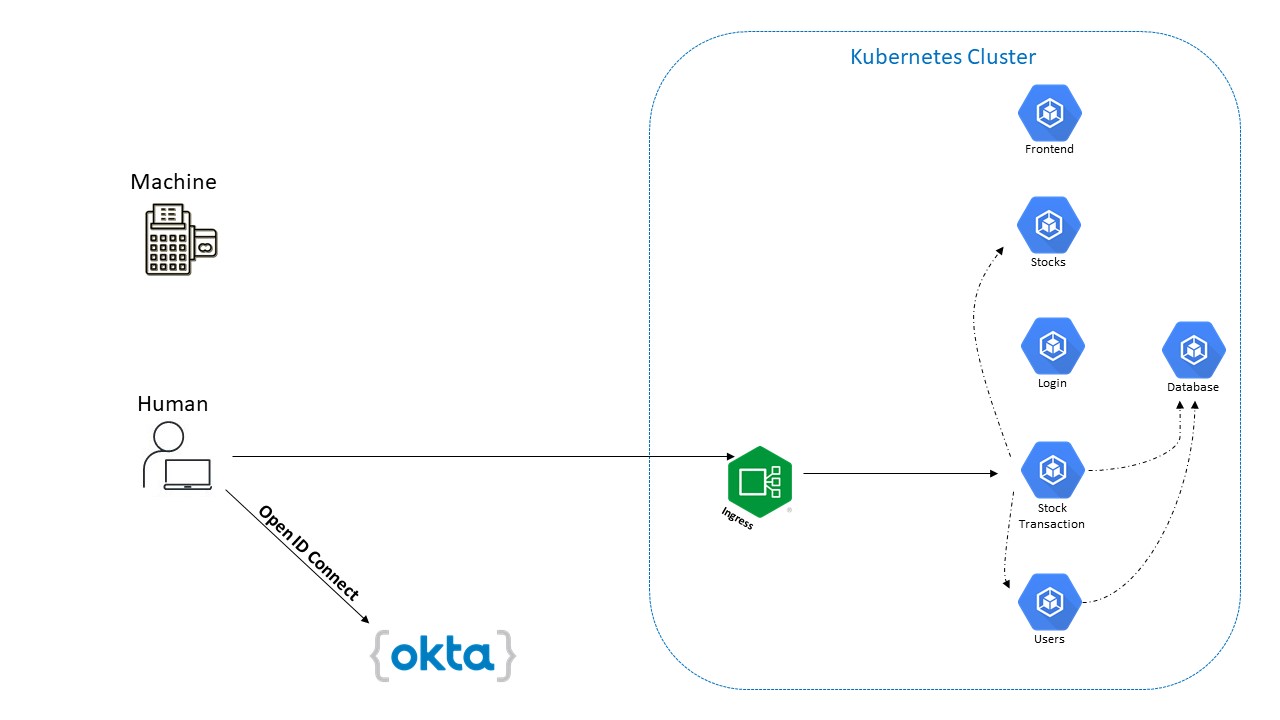 Kubernetes Cluster
Frontend
Machine
Stocks
Login
Database
Human
Ingress
Stock
Transaction
Open ID Connect
Users
{okta}